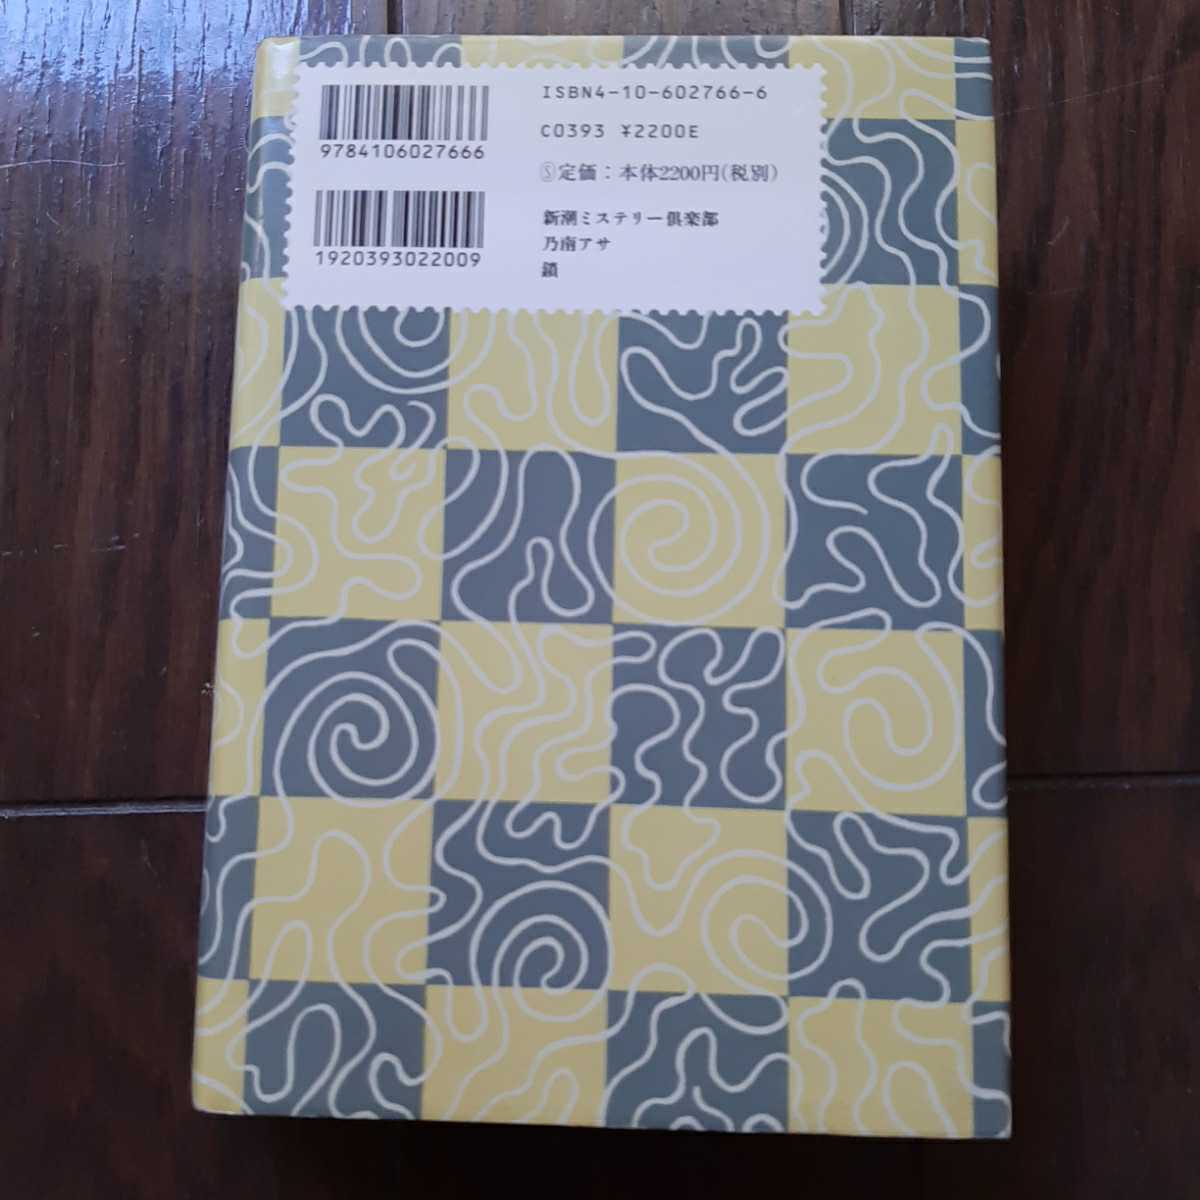 9784106027666
1920393022009
ISBN4-10-602766-6
C0393 ¥2200E
Ⓢ定価：本体2200円(税別)
新潮ミステリー倶楽部
乃南アサ
鎖